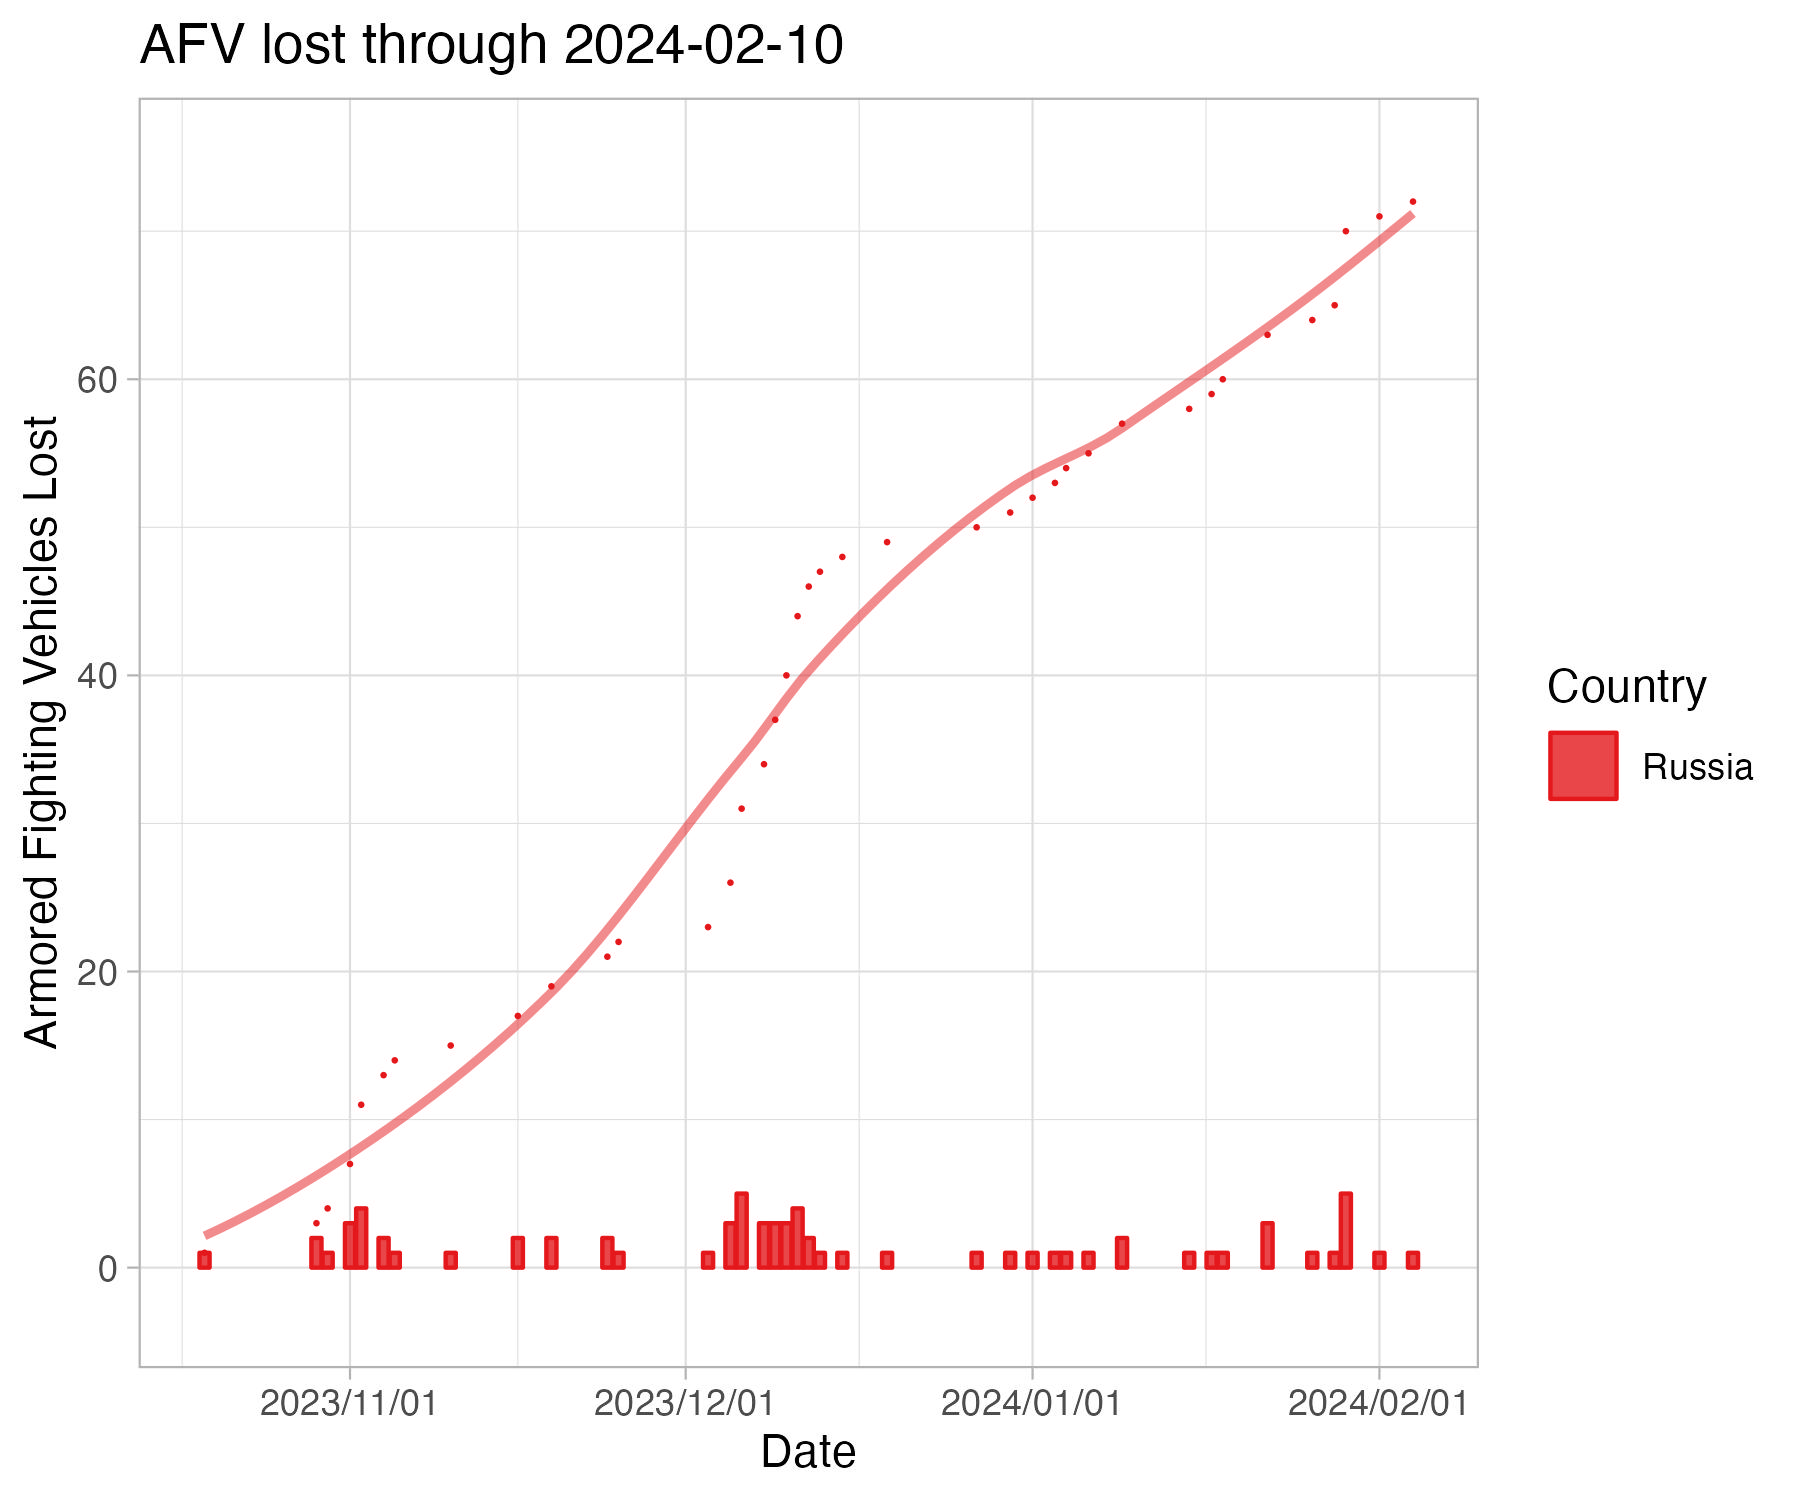 AFV lost through 2024-02-10
Armored Fighting Vehicles Lost
60
40
20
0
2023/11/01 2023/12/01 2024/01/01 2024/02/01
Date
Country
Russia